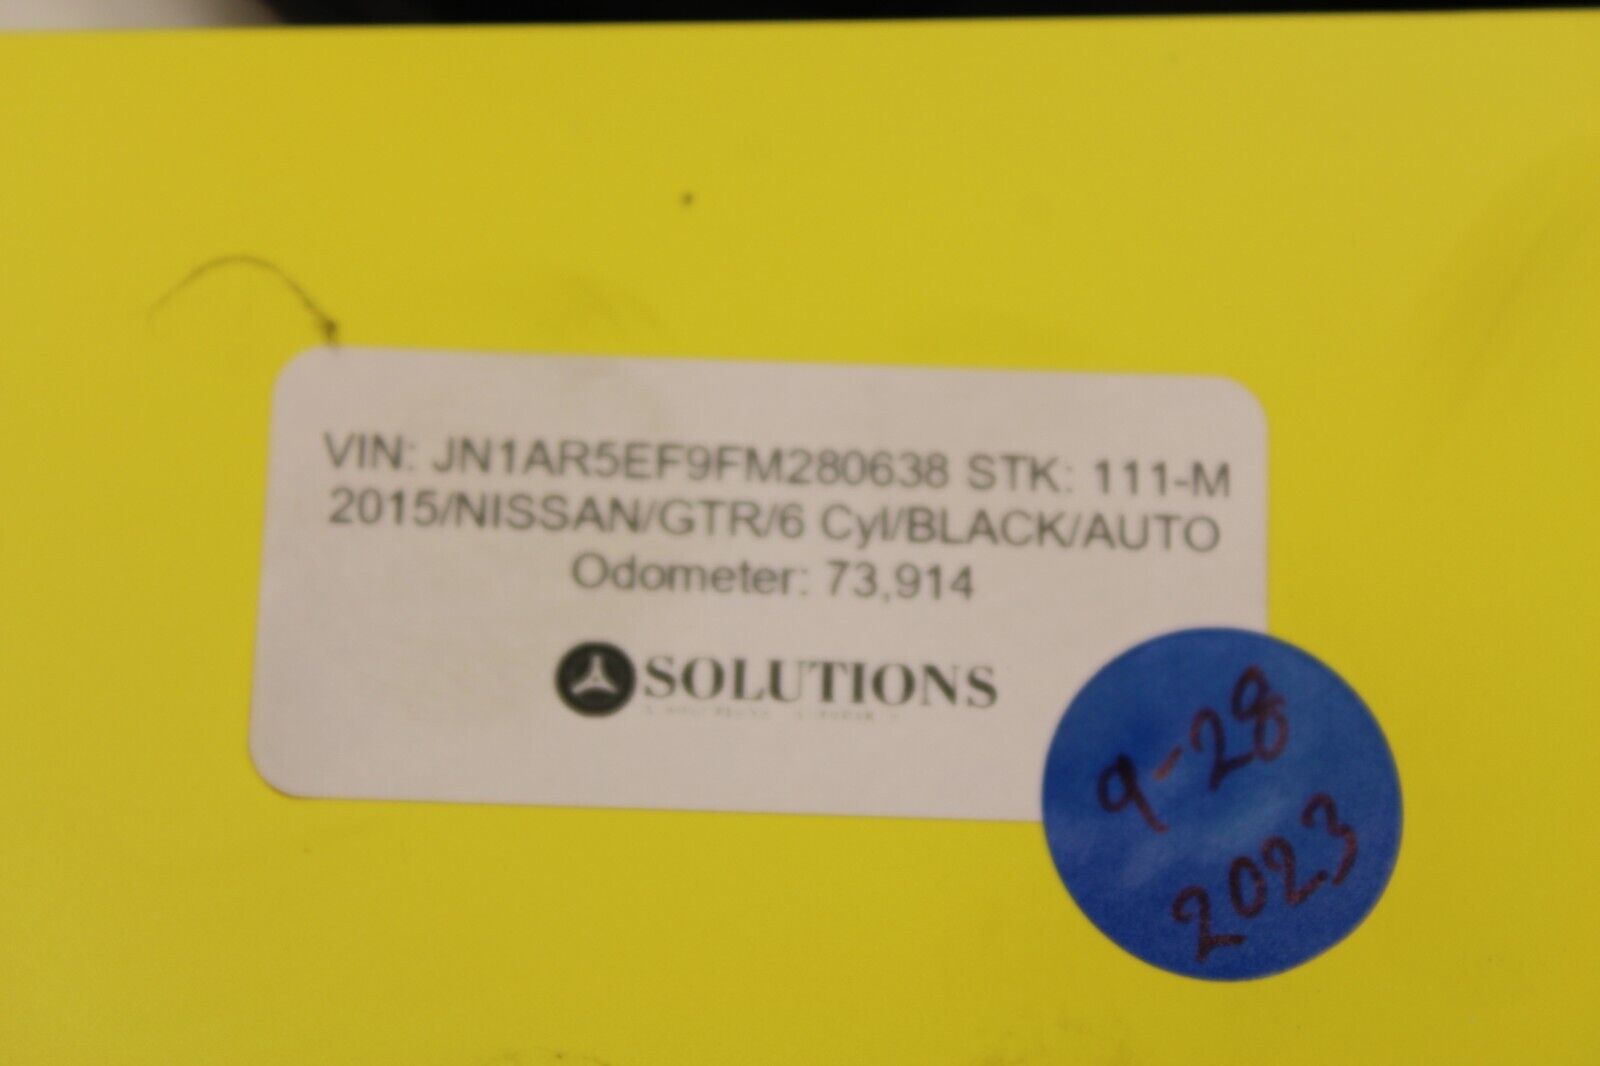 VIN: JN1AR5EF9FM280638 STK: 111-M
2015/NISSAN/GTR/6 Cyl/BLACK/AUTO
Odometer: 73,914
SOLUTIONS
9-28
2023